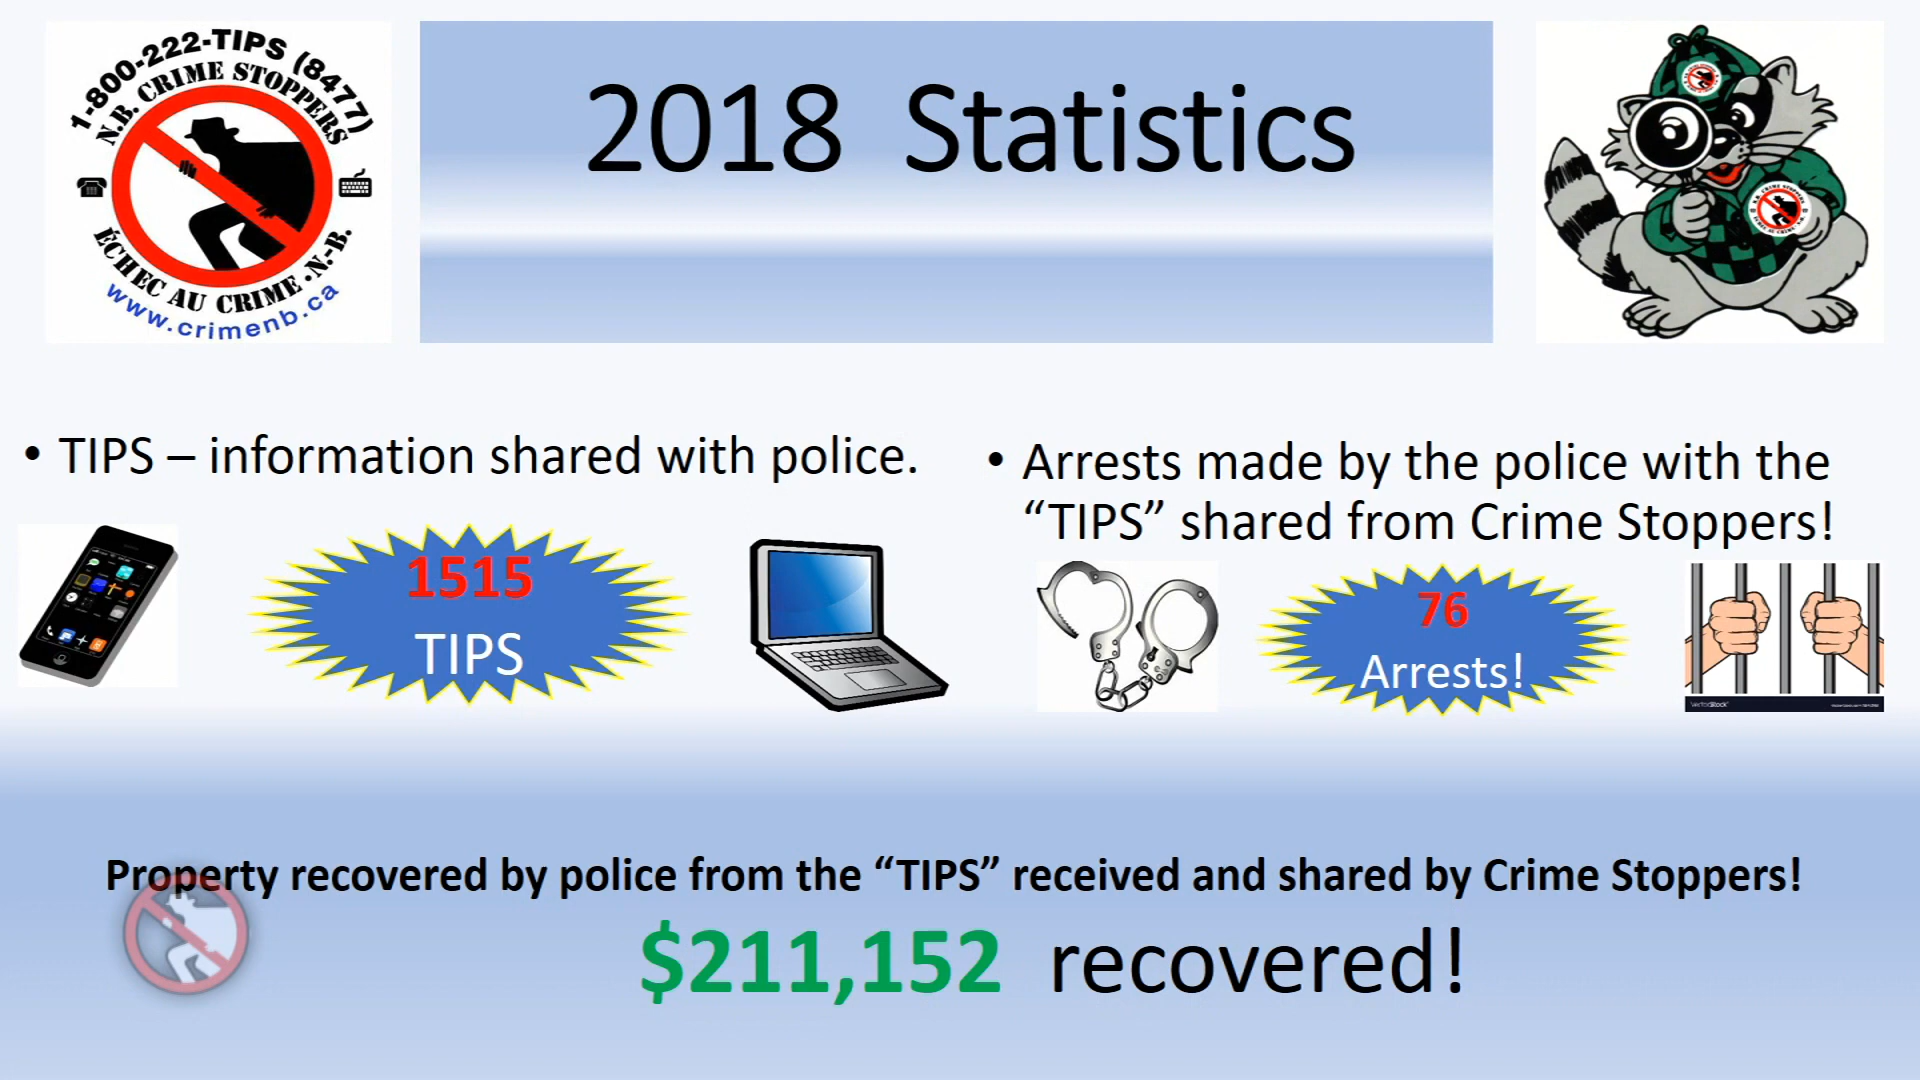 1-800-222-TIPS (8477)
N.B. CRIME STOPPERS
ÉCHEC AU CRIME · N.-B.
www.crimenb.ca
2018 Statistics
• TIPS – information shared with police.
1515
TIPS
• Arrests made by the police with the
“TIPS” shared from Crime Stoppers!
76
Arrests!
VectorStock
Property recovered by police from the “TIPS” received and shared by Crime Stoppers!
$211,152 recovered!